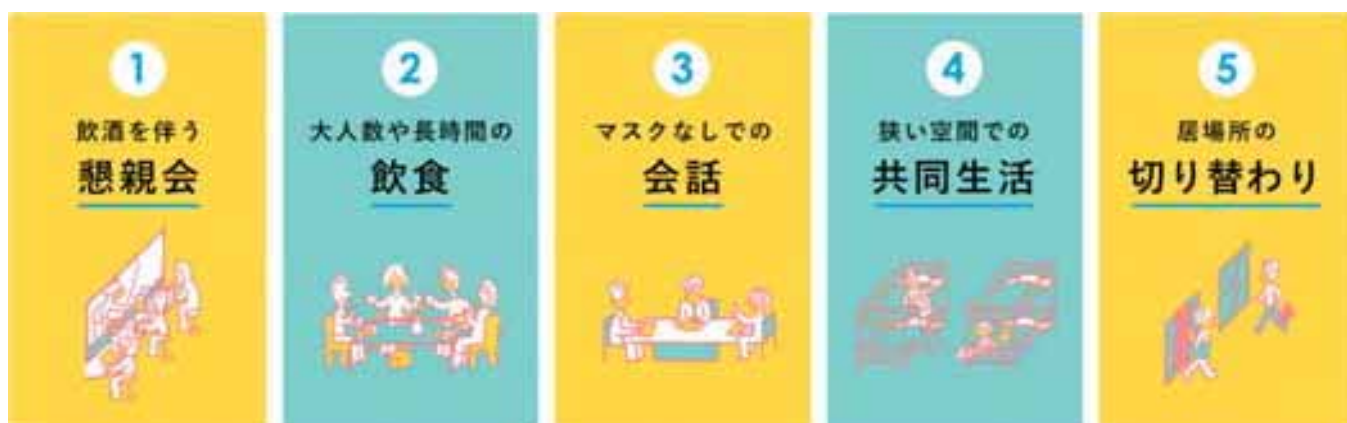 1
飲酒を伴う
懇親会
2
大人数や長時間の
飲食
3
マスクなしでの
会話
4
狭い空間での
共同生活
5
居場所の
切り替わり